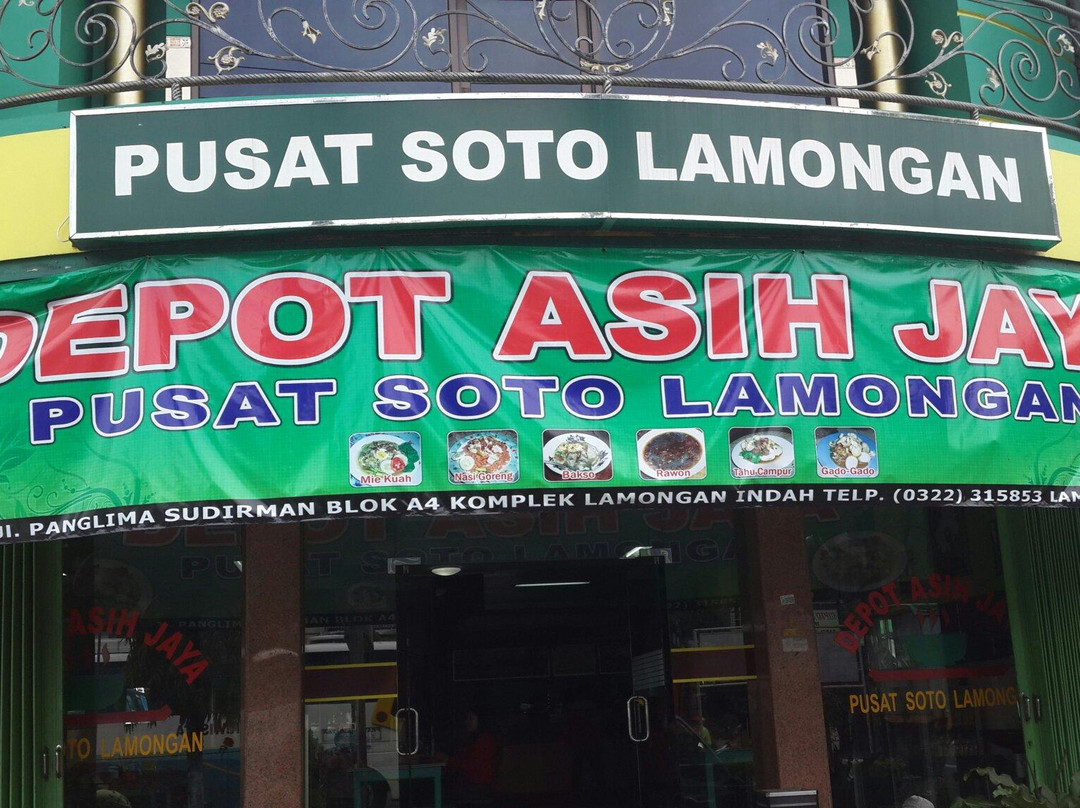 PUSAT SOTO LAMONGAN
DEPOT ASIH JAY
PUSAT SOTO LAMONGAN
Mie Kuah
Nasi Goreng
Bakso
Rawon
Tahu Campur
Gado-Gado
JL. PANGLIMA SUDIRMAN BLOK A4 KOMPLEK LAMONGAN INDAH TELP. (0322) 315853 LAM
ASIH JAYA
TO LAMONGAN
DEPOT ASIH JA
PUSAT SOTO LAMONG